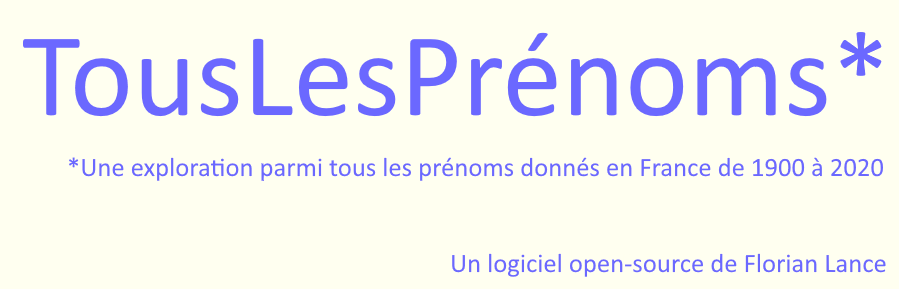 TousLesPrénoms*
*Une exploration parmi tous les prénoms donnés en France de 1900 à 2020
Un logiciel open-source de Florian Lance